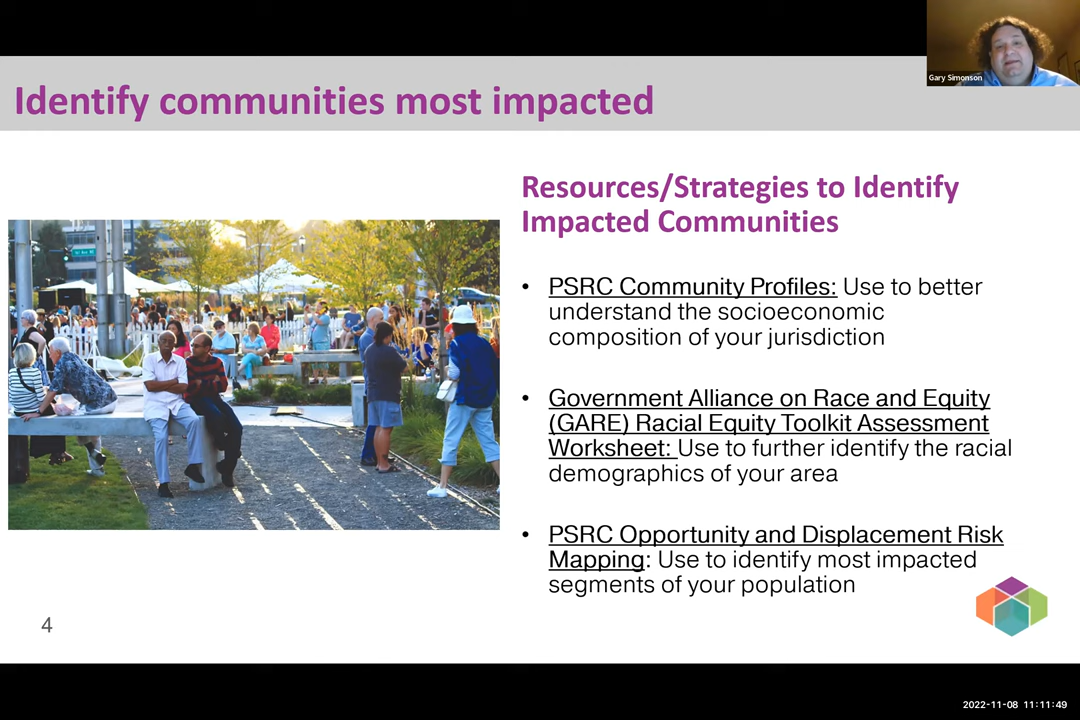 Gary Simonson
Identify communities most impacted
Resources/Strategies to Identify
Impacted Communities
• PSRC Community Profiles: Use to better
understand the socioeconomic
composition of your jurisdiction
• Government Alliance on Race and Equity
(GARE) Racial Equity Toolkit Assessment
Worksheet: Use to further identify the racial
demographics of your area
• PSRC Opportunity and Displacement Risk
Mapping: Use to identify most impacted
segments of your population
4
2022-11-08 11:11:49